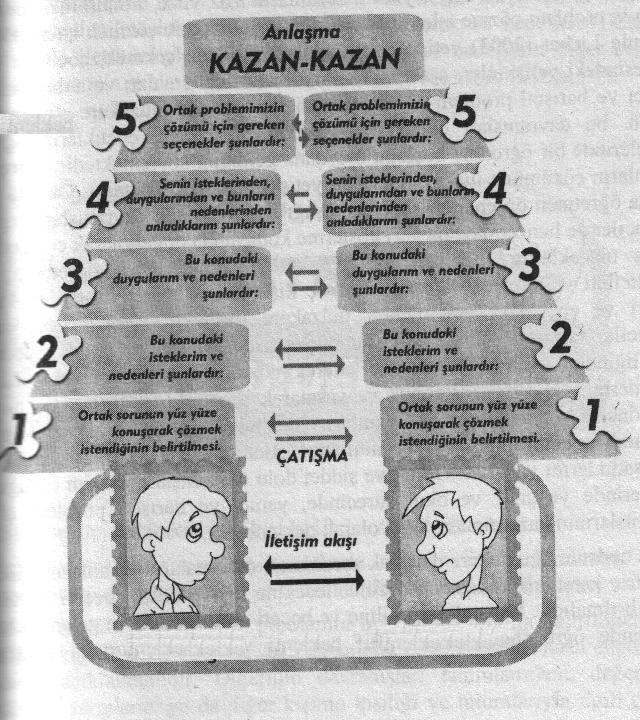 Anlaşma
KAZAN-KAZAN
5
Ortak problemimizin
çözümü için gereken
seçenekler şunlardır:
Ortak problemimizin
çözümü için gereken
seçenekler şunlardır:
5
4
Senin isteklerinden,
duygularından ve bunların
nedenlerinden
anladıklarım şunlardır:
Senin isteklerinden,
duygularından ve bunların
nedenlerinden
anladıklarım şunlardır:
4
3
Bu konudaki
duygularım ve nedenleri
şunlardır:
Bu konudaki
duygularım ve nedenleri
şunlardır:
3
2
Bu konudaki
isteklerim ve
nedenleri şunlardır:
Bu konudaki
isteklerim ve
nedenleri şunlardır:
2
1
Ortak sorunun yüz yüze
konuşarak çözmek
istendiğinin belirtilmesi.
Ortak sorunun yüz yüze
konuşarak çözmek
istendiğinin belirtilmesi.
1
ÇATIŞMA
İletişim akışı